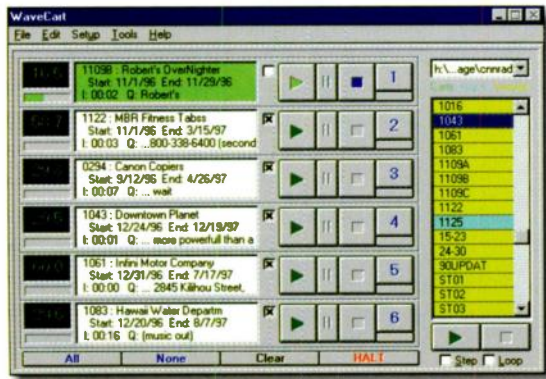 WaveCart
File Edit Setup Tools Help
1109B : Robert's OverNighter
Start: 11/1/96 End: 11/29/96
I: 00:02 Q: Robert's
1
1122 : MBR Fitness Tabss
Start: 11/1/96 End: 3/15/97
I: 00:03 Q: ...800-338-6400 (second
2
0294 : Canon Copiers
Start: 9/12/96 End: 4/26/97
I: 00:07 Q: ... wait
3
1043 : Downtown Planet
Start: 12/24/96 End: 12/19/97
I: 00:01 Q: ... more powerfull than a
4
1061 : Infini Motor Company
Start: 12/31/96 End: 7/17/97
I: 00:00 Q: ... 2845 Kilihou Street,
5
1083 : Hawaii Water Departm
Start: 12/20/96 End: 8/7/97
I: 00:16 Q: (music out)
6
All None Clear HALT
h:\...age\cnnrad
1016
1043
1061
1083
1109A
1109B
1109C
1122
1125
15-23
24-30
90UPDAT
ST01
ST02
ST03
Step Loop